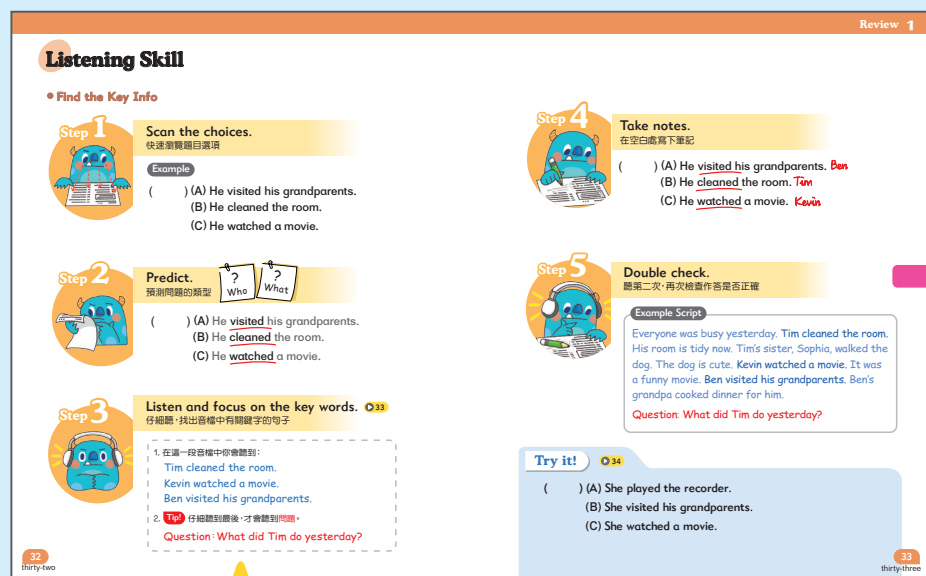 Review 1
Listening Skill
Find the Key Info
Step 1
Scan the choices.
快速瀏覽題目選項
Example
( ) (A) He visited his grandparents.
(B) He cleaned the room.
(C) He watched a movie.
Step 2
Predict.
預測問題的類型
?
Who
?
What
( ) (A) He visited his grandparents.
(B) He cleaned the room.
(C) He watched a movie.
Step 3
Listen and focus on the key words. 33
仔細聽，找出音檔中有關鍵字的句子
1. 在這一段音檔中你會聽到：
Tim cleaned the room.
Kevin watched a movie.
Ben visited his grandparents.
2. Tip! 仔細聽到最後，才會聽到問題。
Question: What did Tim do yesterday?
32
thirty-two
Step 4
Take notes.
在空白處寫下筆記
( ) (A) He visited his grandparents. Ben
(B) He cleaned the room. Tim
(C) He watched a movie. Kevin
Step 5
Double check.
聽第二次，再次檢查作答是否正確
Example Script
Everyone was busy yesterday. Tim cleaned the room.
His room is tidy now. Tim's sister, Sophia, walked the
dog. The dog is cute. Kevin watched a movie. It was
a funny movie. Ben visited his grandparents. Ben's
grandpa cooked dinner for him.
Question: What did Tim do yesterday?
Try it! 34
( ) (A) She played the recorder.
(B) She visited his grandparents.
(C) She watched a movie.
33
thirty-three